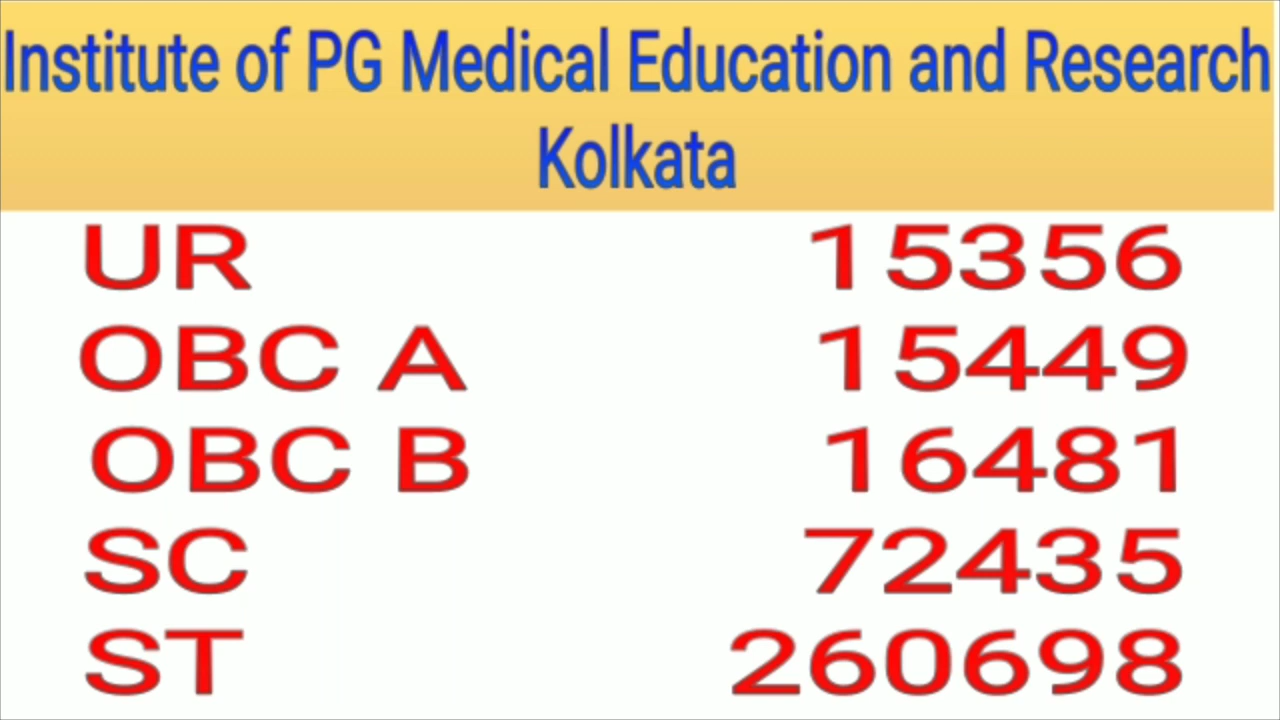 Institute of PG Medical Education and Research
Kolkata
UR 15356
OBC A 15449
OBC B 16481
SC 72435
ST 260698